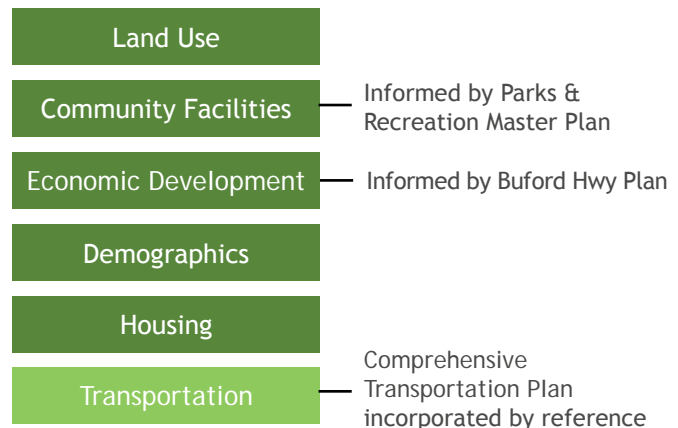 Land Use
Community Facilities
Informed by Parks &
Recreation Master Plan
Economic Development
Informed by Buford Hwy Plan
Demographics
Housing
Transportation
Comprehensive
Transportation Plan
incorporated by reference